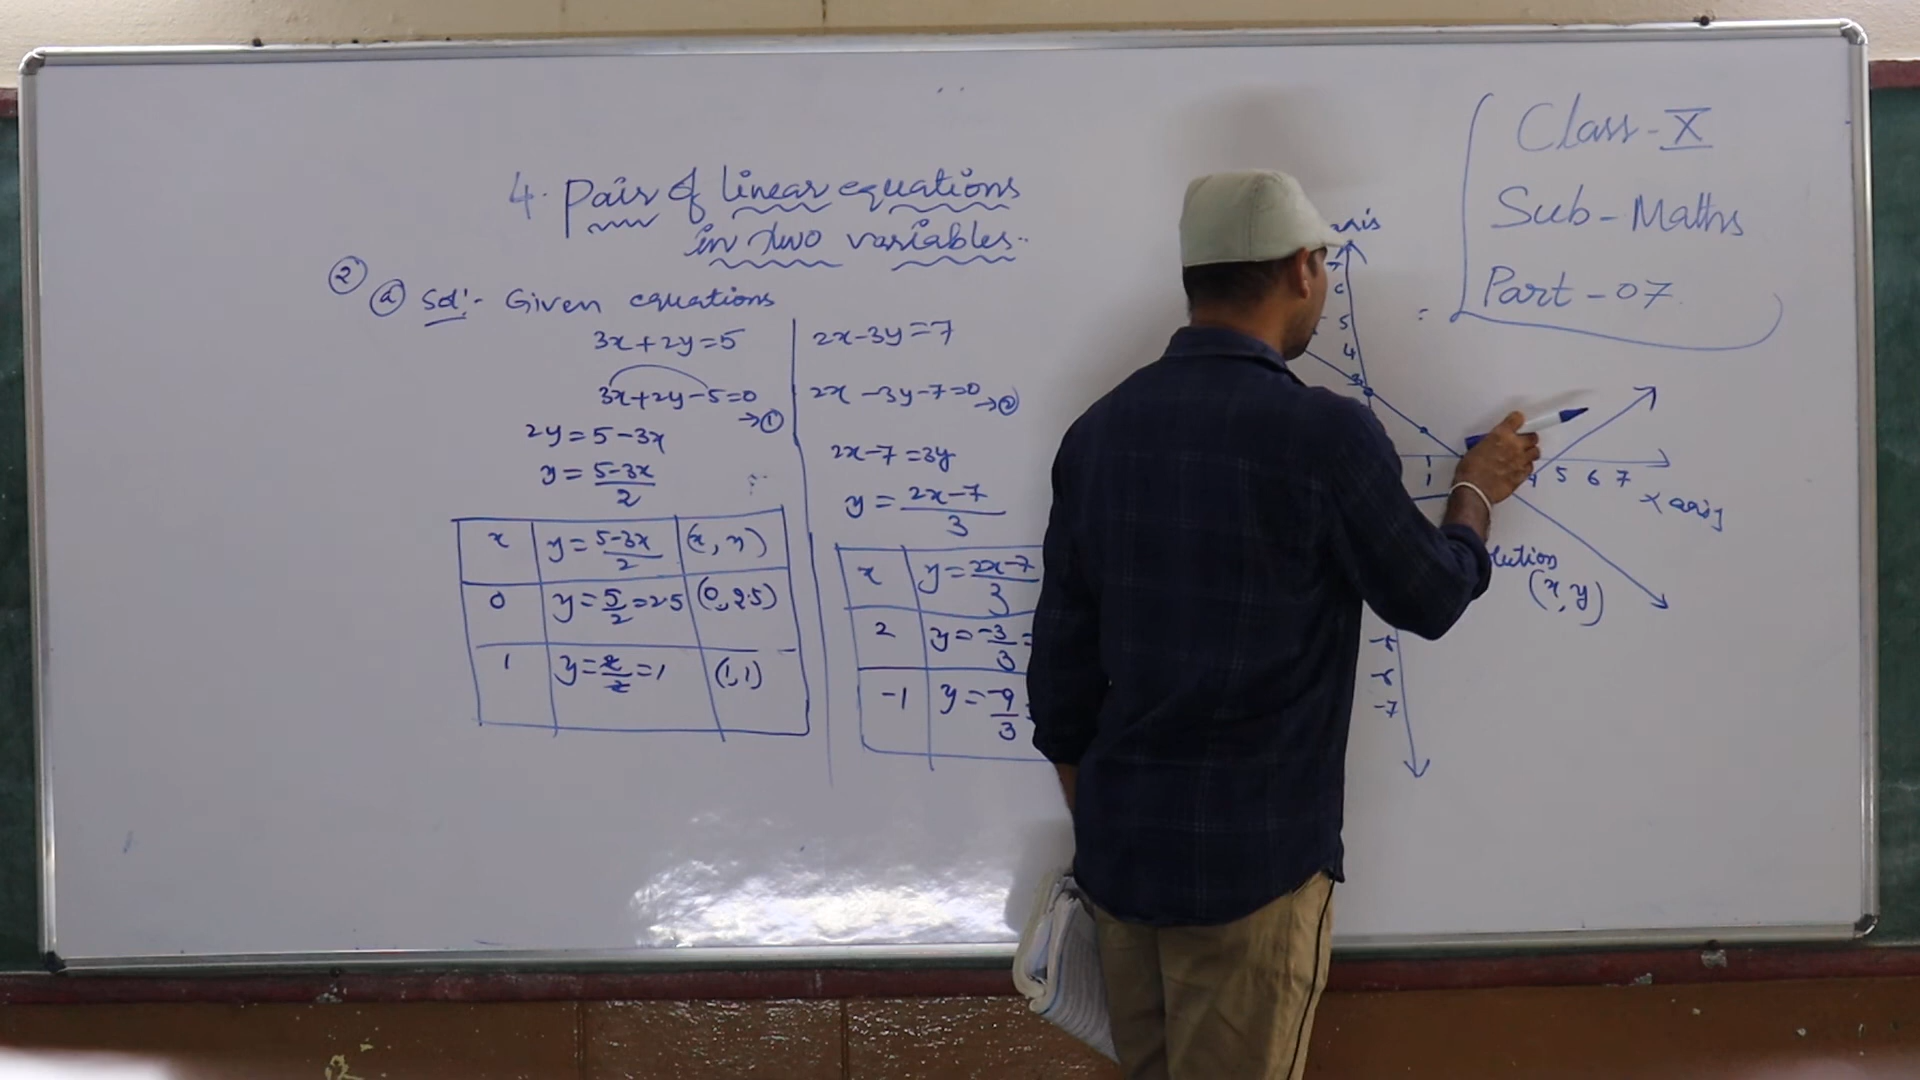 4. Pair of linear equations
in two variables.
② ⓐ Sol:- Given equations
3x+2y=5
3x+2y-5=0
→①
2y=5-3x
y=5-3x/2
x y=5-3x/2 (x, y)
0 y=5/2=2.5 (0,2.5)
1 y=2/2=1 (1,1)
2x-3y=7
2x-3y-7=0
→②
2x-7=3y
y=2x-7/3
x y=2x-7/3
2 y=-3/3=
-1 y=-9/3=
Class-X
Sub-Maths
Part-07
7
5
4
3
1 4 5 6 7
X axis
(x,y)
-5
-6
-7